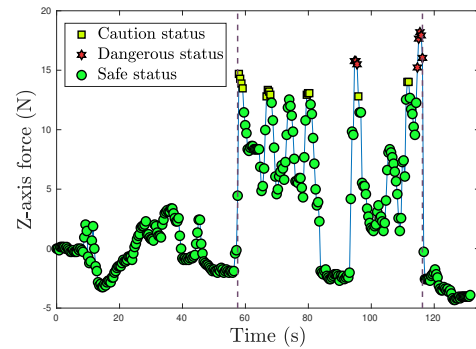 20
15
10
5
0
-5
Z-axis force (N)
Caution status
Dangerous status
Safe status
0 20 40 60 80 100 120
Time (s)